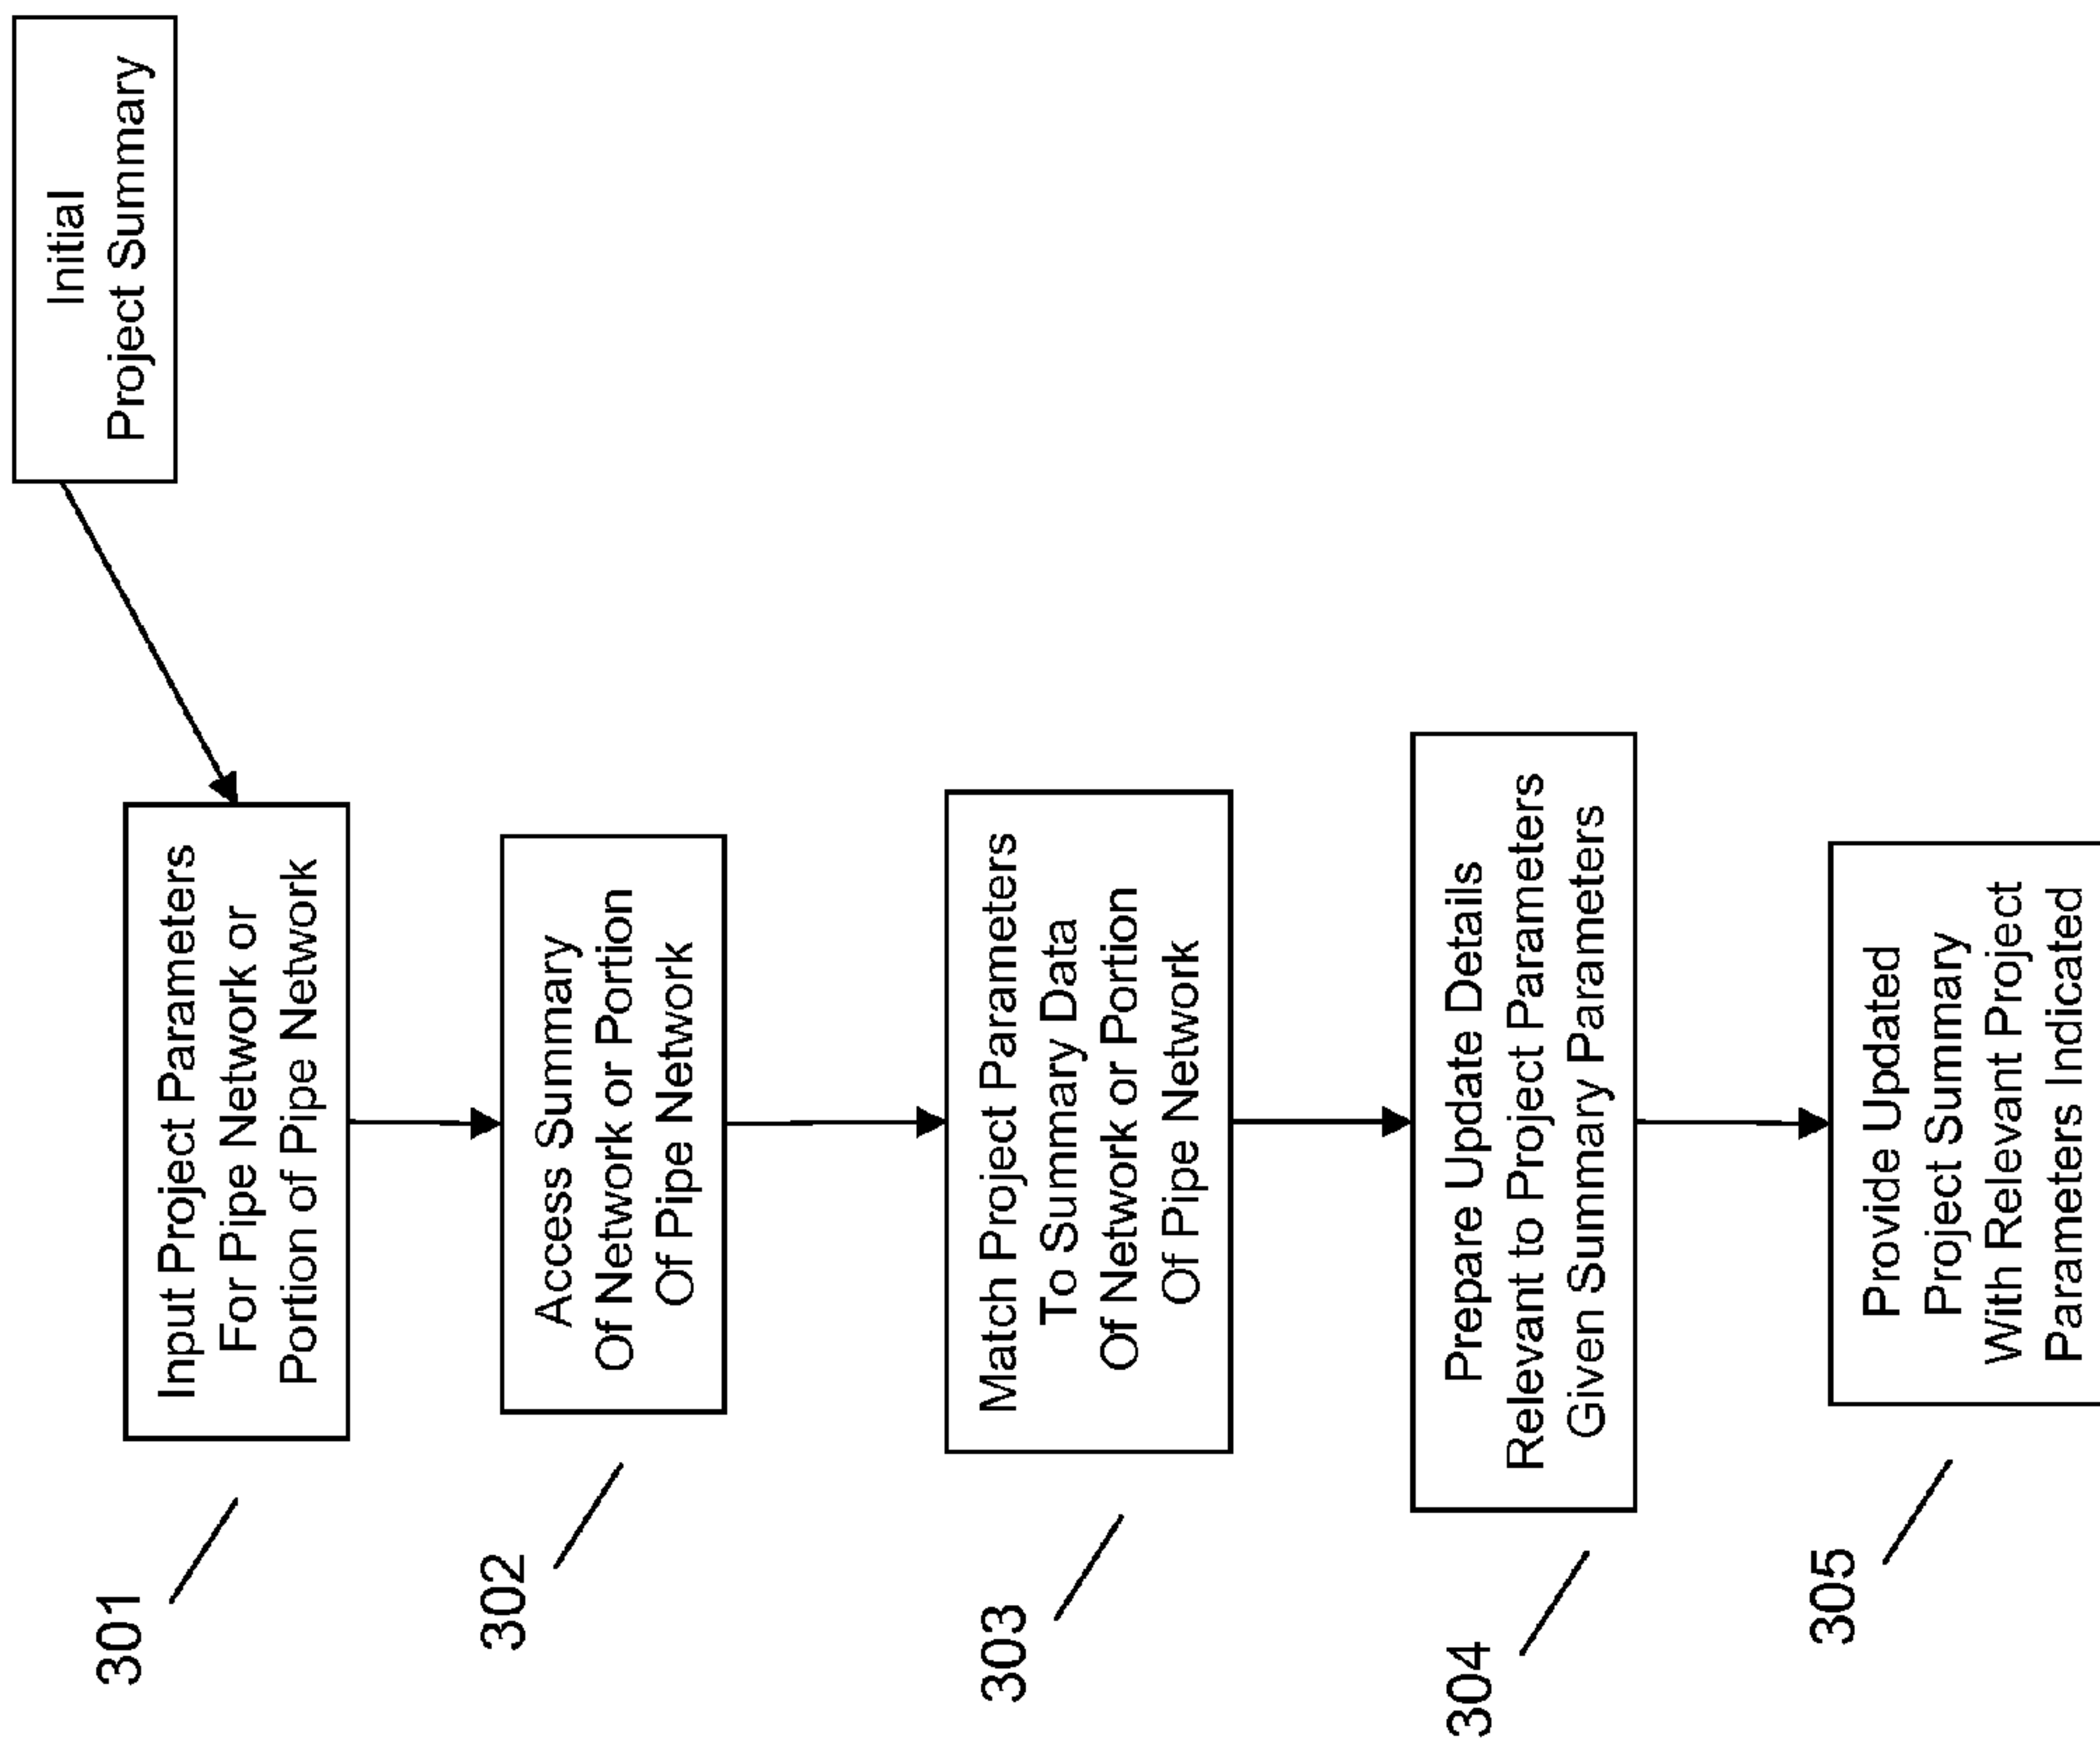 Initial
Project Summary
301
Input Project Parameters
For Pipe Network or
Portion of Pipe Network
302
Access Summary
Of Network or Portion
Of Pipe Network
303
Match Project Parameters
To Summary Data
Of Network or Portion
Of Pipe Network
304
Prepare Update Details
Relevant to Project Parameters
Given Summary Parameters
305
Provide Updated
Project Summary
With Relevant Project
Parameters Indicated